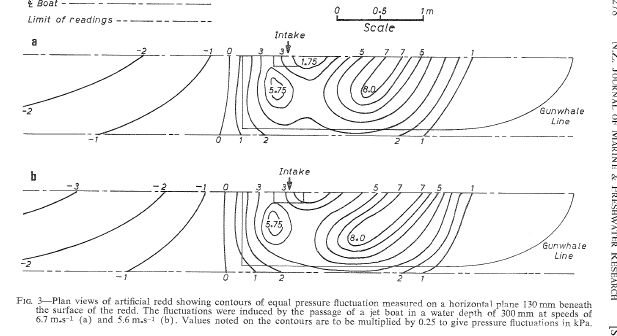 ℄ Boat
Limit of readings
0 0·5 1m
Scale
a
Intake
-2 -1 0 3 3 1.75 5 7 7 5 1
5.75 8.0
-2
Gunwhale
Line
-1 0 1 2 2 1
b
Intake
-3 -2 -1 0 3 3 5 7 7 5 1
5.75
8.0
-2
Gunwhale
Line
-1 0 1 2 2 1
FIG. 3—Plan views of artificial redd showing contours of equal pressure fluctuation measured on a horizontal plane 130 mm beneath
the surface of the redd. The fluctuations were induced by the passage of a jet boat in a water depth of 300 mm at speeds of
6.7 m.s-¹ (a) and 5.6 m.s-¹ (b). Values noted on the contours are to be multiplied by 0.25 to give pressure fluctuations in kPa.
N.Z. JOURNAL OF MARINE & FRESHWATER RESEARCH